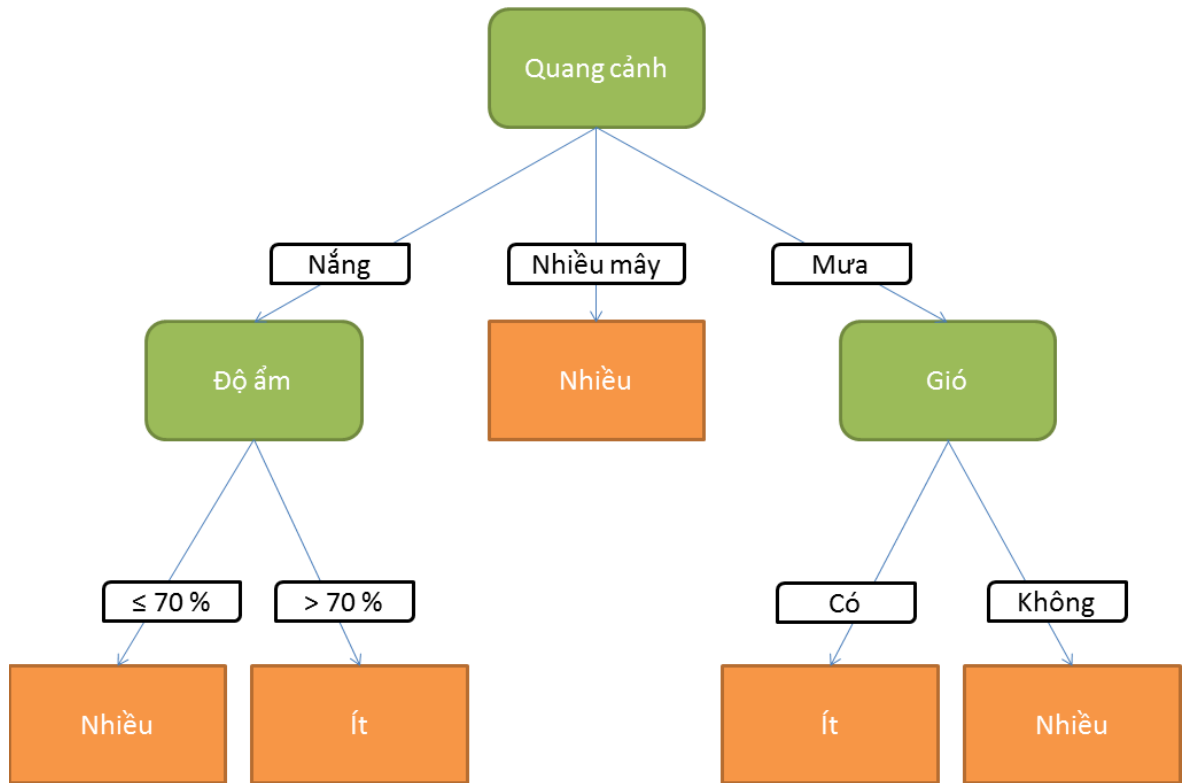 Quang cảnh
Nắng
Nhiều mây
Mưa
Độ ẩm
Nhiều
Gió
≤ 70 %
> 70 %
Có
Không
Nhiều
Ít
Ít
Nhiều